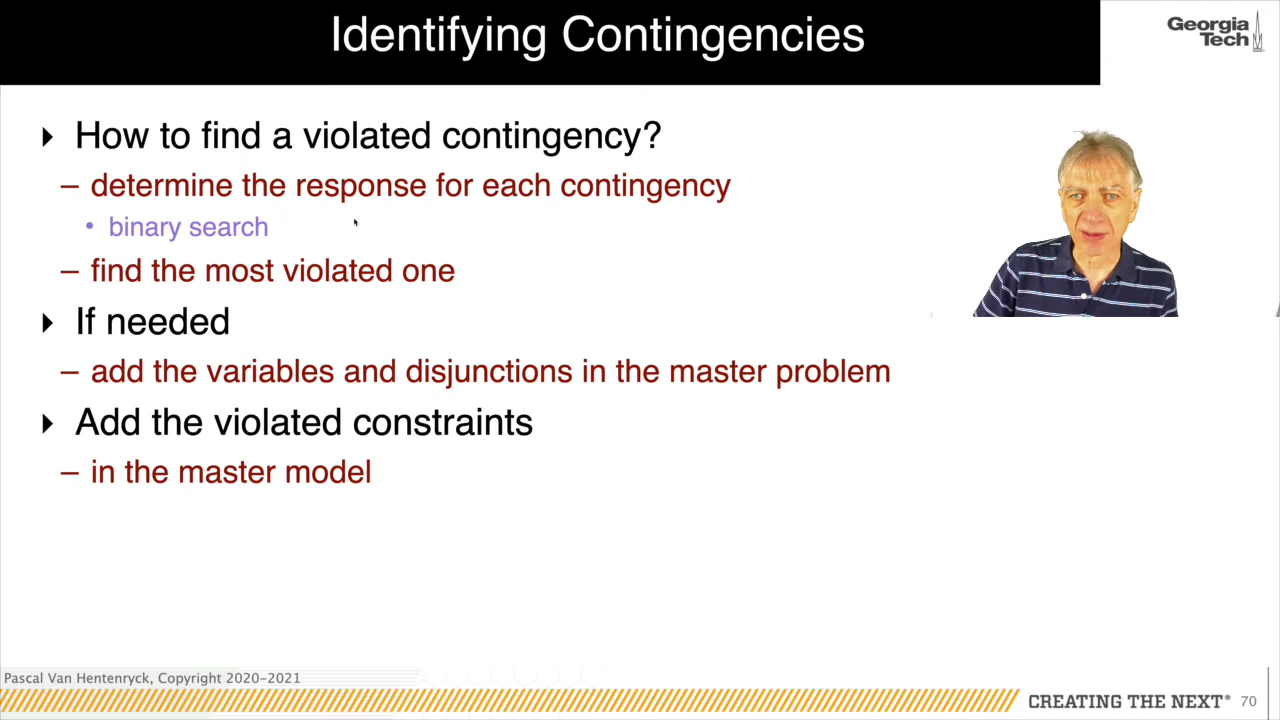 Identifying Contingencies
Georgia
Tech
How to find a violated contingency?
– determine the response for each contingency
• binary search
– find the most violated one
If needed
– add the variables and disjunctions in the master problem
Add the violated constraints
– in the master model
Pascal Van Hentenryck, Copyright 2020-2021
CREATING THE NEXT® 70